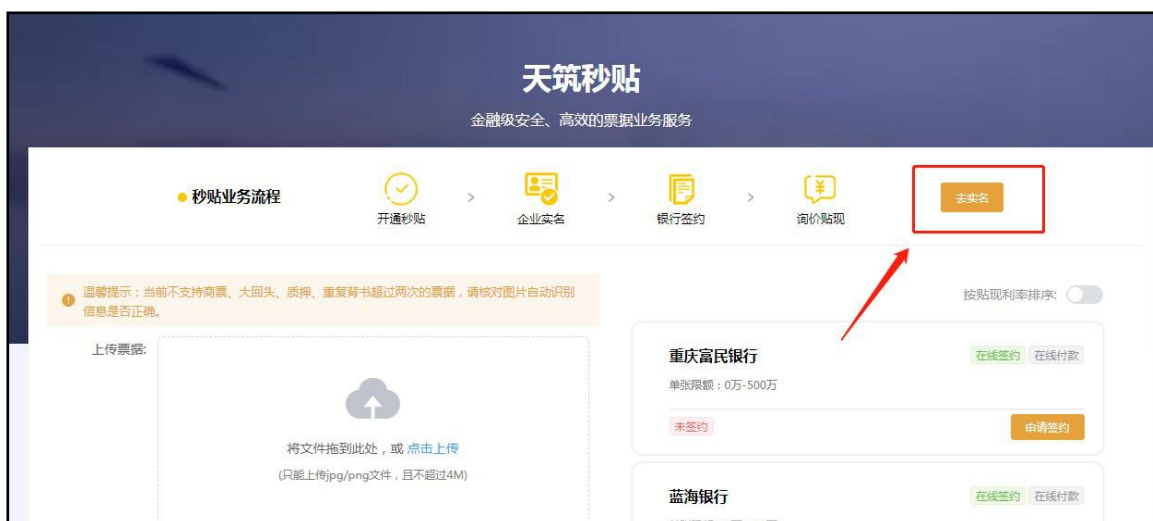 天筑秒贴
金融级安全、高效的票据业务服务
秒贴业务流程
开通秒贴
>
企业实名
>
银行签约
>
询价贴现
去实名
温馨提示：当前不支持商票、大回头、质押、重复背书超过两次的票据，请核对图片自动识别
信息是否正确。
按贴现利率排序:
上传票据:
将文件拖到此处，或 点击上传
(只能上传jpg/png文件，且不超过4M)
重庆富民银行
在线签约 在线付款
单张限额：0万-500万
未签约
申请签约
蓝海银行
在线签约 在线付款